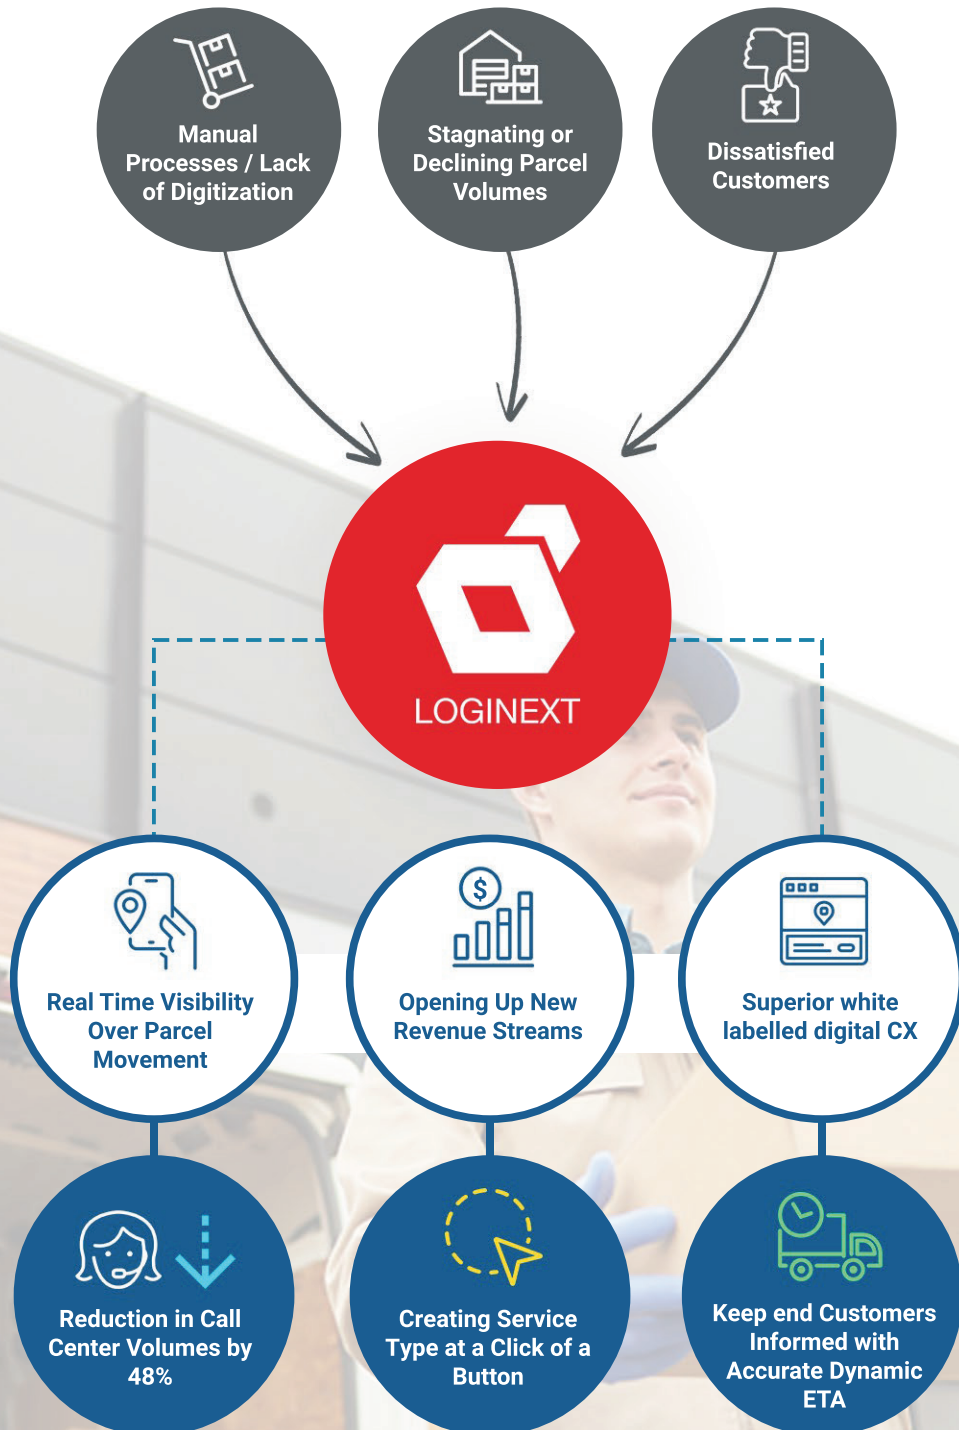 Manual
Processes / Lack
of Digitization
Stagnating or
Declining Parcel
Volumes
Dissatisfied
Customers
LOGINEXT
Real Time Visibility
Over Parcel
Movement
Opening Up New
Revenue Streams
Superior white
labelled digital CX
Reduction in Call
Center Volumes by
48%
Creating Service
Type at a Click of a
Button
Keep end Customers
Informed with
Accurate Dynamic
ETA